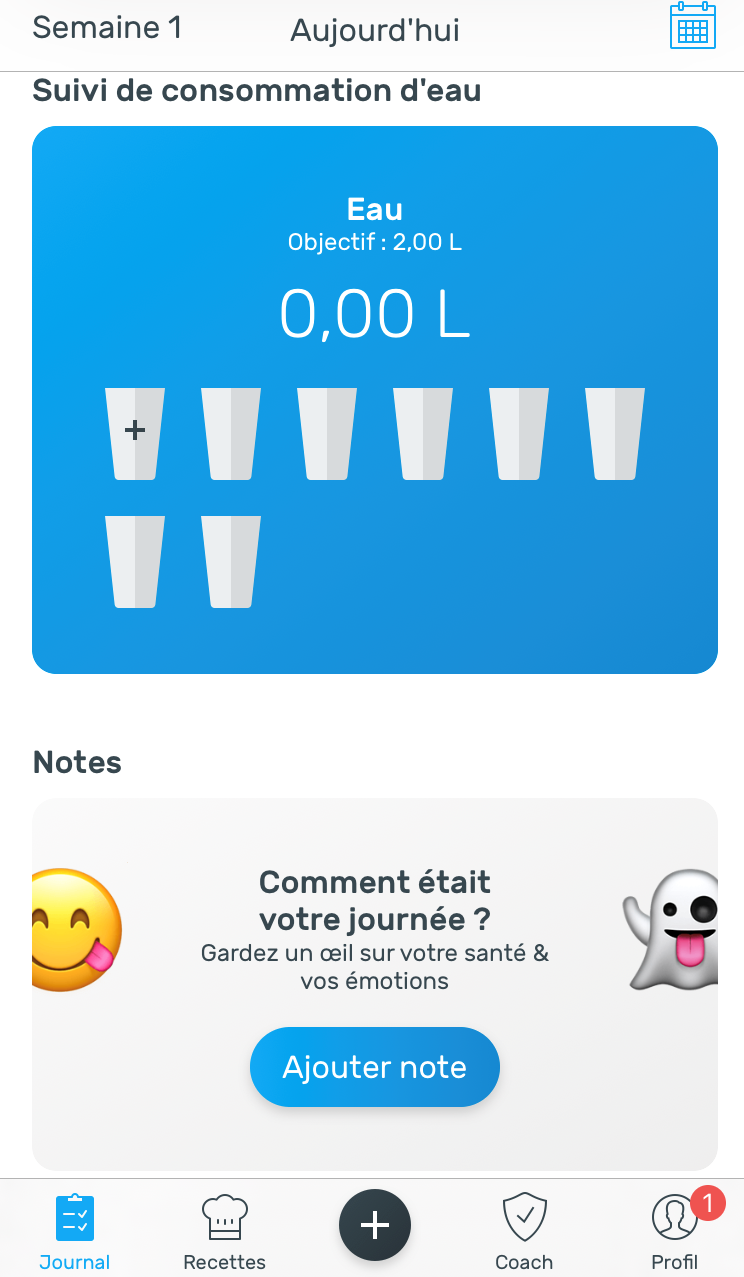 Semaine 1
Aujourd'hui
Suivi de consommation d'eau
Eau
Objectif : 2,00 L
0,00 L
+
Notes
Comment était
votre journée ?
Gardez un œil sur votre santé &
vos émotions
Ajouter note
Journal
Recettes
+
Coach
Profil
1